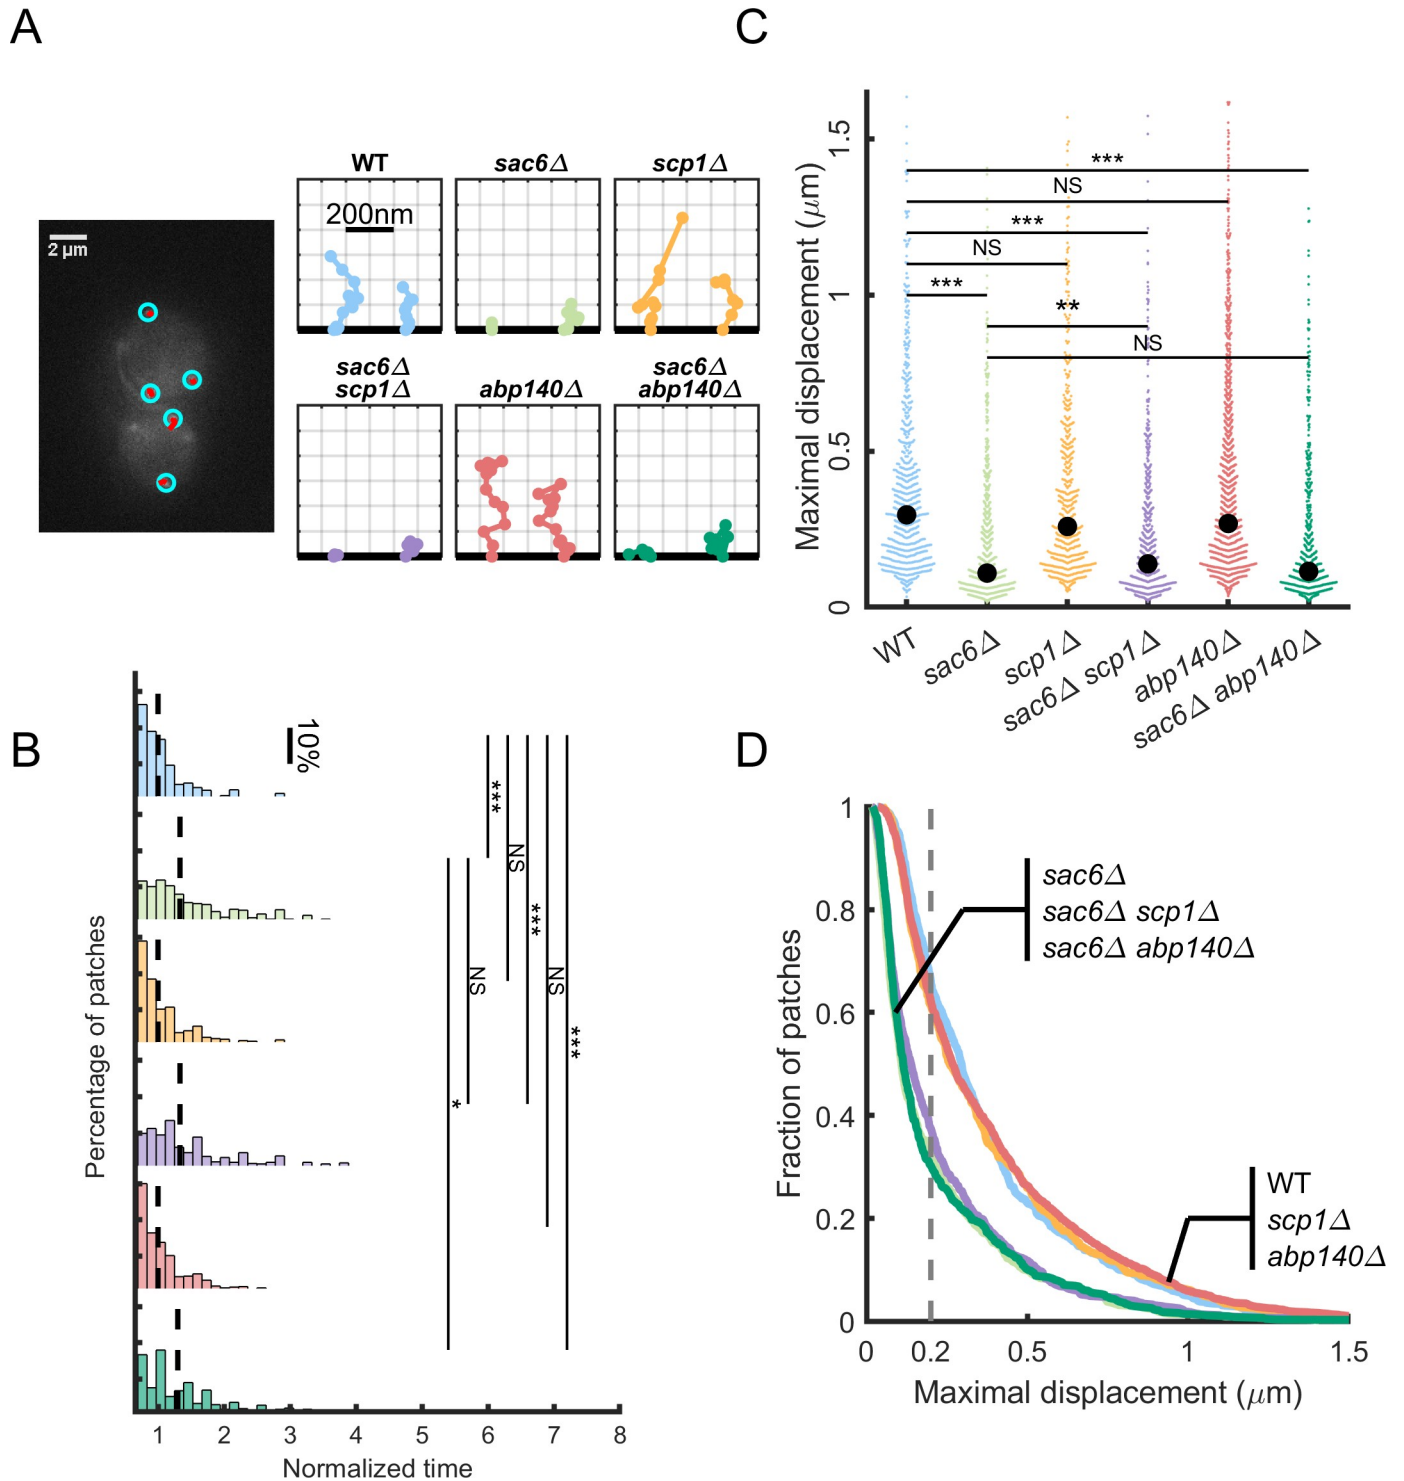 A
2 μm
WT
sac6Δ
scp1Δ
200nm
sac6Δ
scp1Δ
abp140Δ
sac6Δ
abp140Δ
B
Percentage of patches
10%
***
NS
***
NS
***
NS
*
1 2 3 4 5 6 7 8
Normalized time
C
Maximal displacement (μm)
1.5
1
0.5
0
***
NS
***
NS
***
**
NS
WT
sac6Δ
scp1Δ
sac6Δ scp1Δ
abp140Δ
sac6Δ abp140Δ
D
Fraction of patches
1
0.8
0.6
0.4
0.2
0
sac6Δ
sac6Δ scp1Δ
sac6Δ abp140Δ
WT
scp1Δ
abp140Δ
0 0.2 0.5 1 1.5
Maximal displacement (μm)